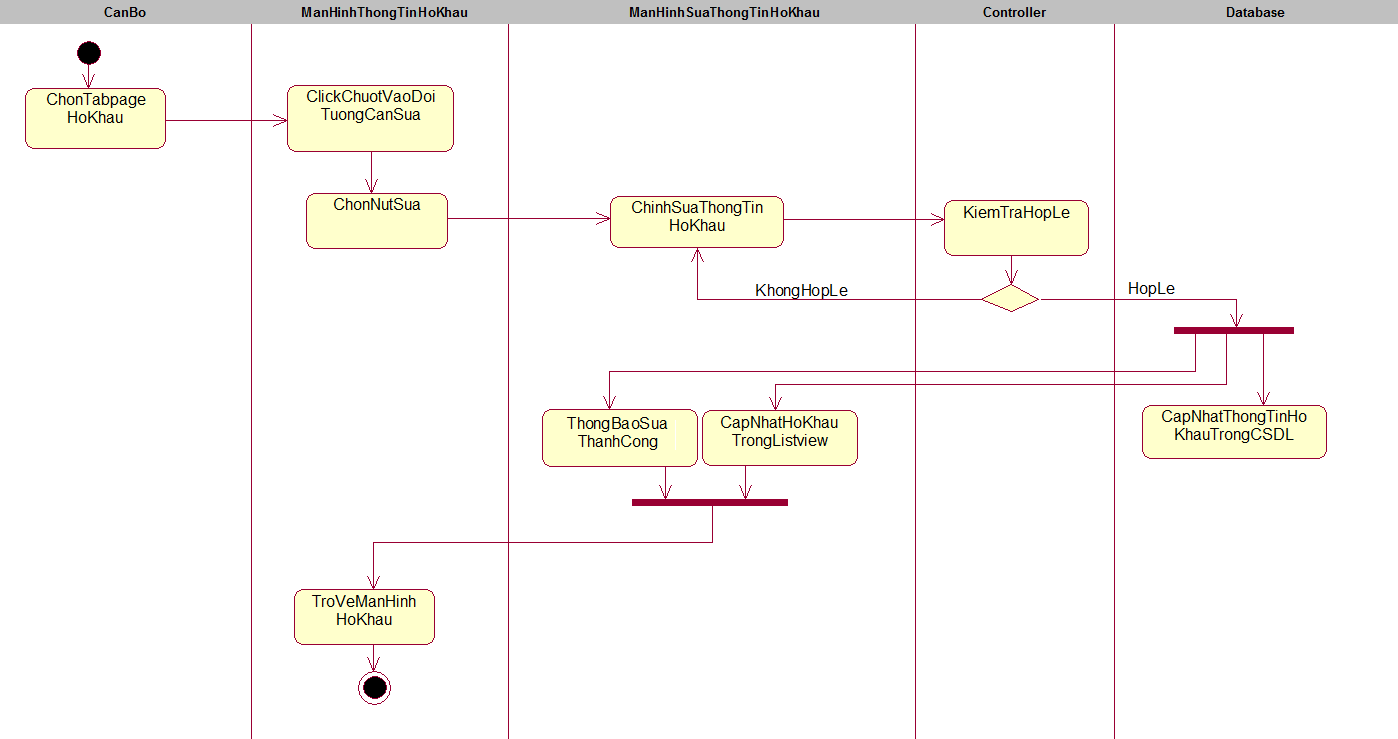 CanBo
ManHinhThongTinHoKhau
ManHinhSuaThongTinHoKhau
Controller
Database
ChonTabpage
HoKhau
ClickChuotVaoDoi
TuongCanSua
ChonNutSua
ChinhSuaThongTin
HoKhau
KiemTraHopLe
KhongHopLe
HopLe
ThongBaoSua
ThanhCong
CapNhatHoKhau
TrongListview
CapNhatThongTinHo
KhauTrongCSDL
TroVeManHinh
HoKhau